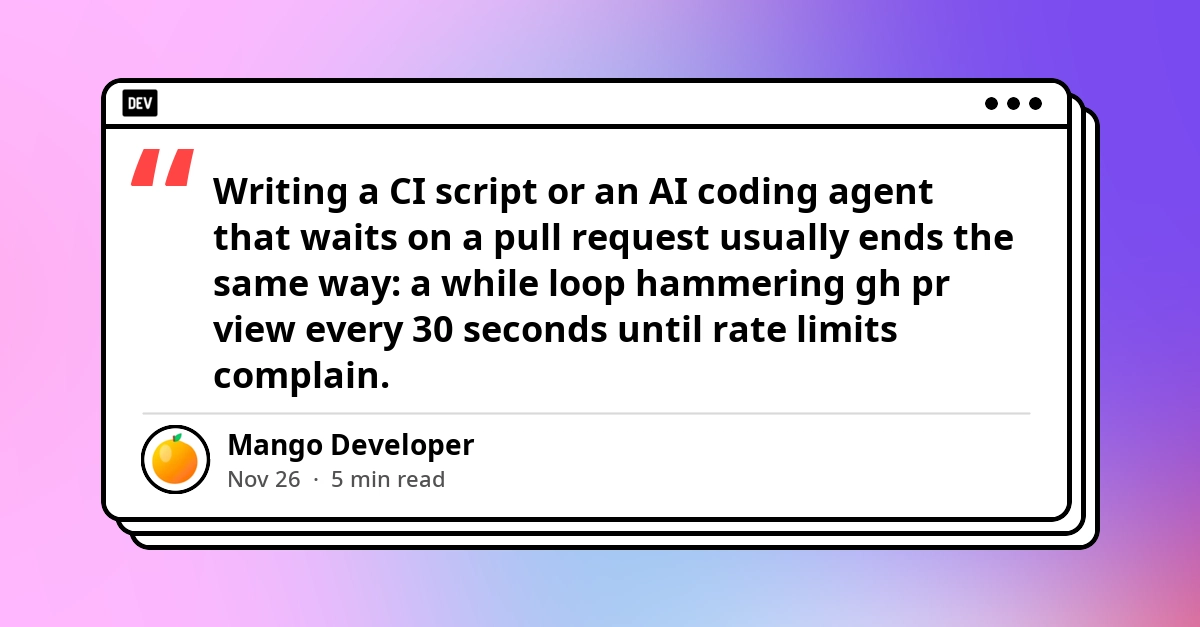 DEV
“
Writing a CI script or an AI coding agent
that waits on a pull request usually ends the
same way: a while loop hammering gh pr
view every 30 seconds until rate limits
complain.
Mango Developer
Nov 26 · 5 min read